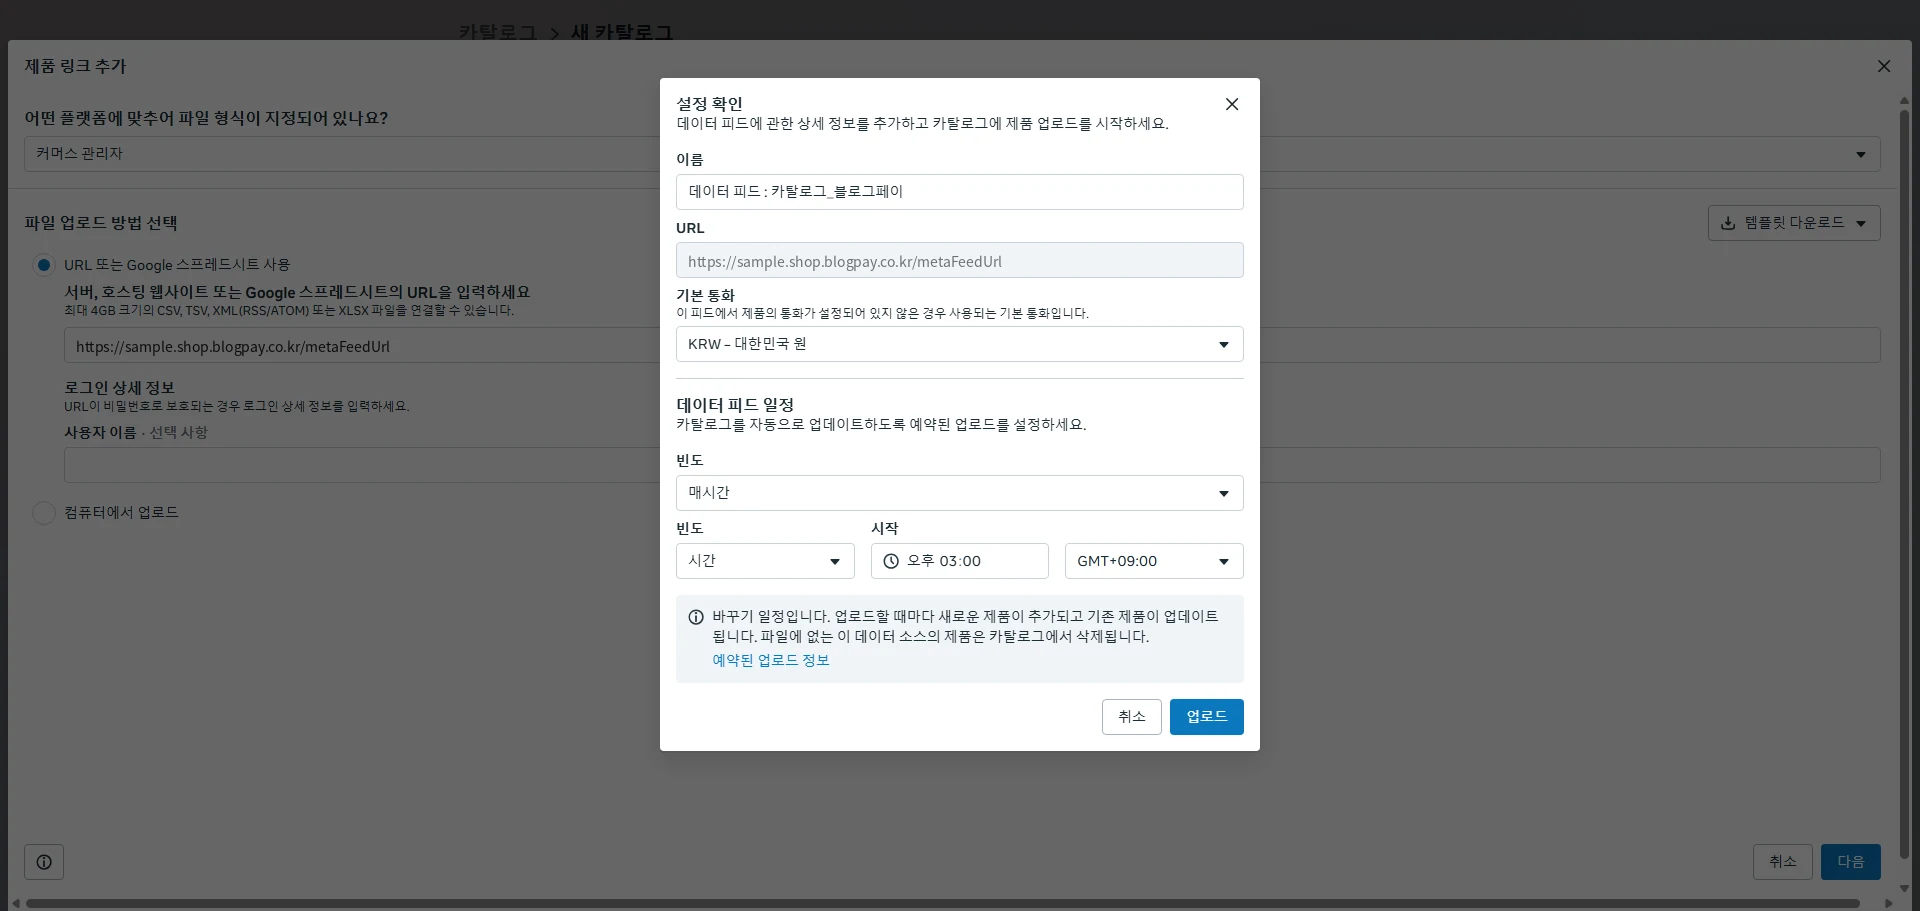 카탈로그 > 새 카탈로그
제품 링크 추가
어떤 플랫폼에 맞추어 파일 형식이 지정되어 있나요?
커머스 관리자
파일 업로드 방법 선택
템플릿 다운로드
URL 또는 Google 스프레드시트 사용
서버, 호스팅 웹사이트 또는 Google 스프레드시트의 URL을 입력하세요
최대 4GB 크기의 CSV, TSV, XML(RSS/ATOM) 또는 XLSX 파일을 연결할 수 있습니다.
https://sample.shop.blogpay.co.kr/metaFeedUrl
로그인 상세 정보
URL이 비밀번호로 보호되는 경우 로그인 상세 정보를 입력하세요.
사용자 이름 · 선택 사항
컴퓨터에서 업로드
설정 확인
데이터 피드에 관한 상세 정보를 추가하고 카탈로그에 제품 업로드를 시작하세요.
이름
데이터 피드 : 카탈로그_블로그페이
URL
https://sample.shop.blogpay.co.kr/metaFeedUrl
기본 통화
이 피드에서 제품의 통화가 설정되어 있지 않은 경우 사용되는 기본 통화입니다.
KRW – 대한민국 원
데이터 피드 일정
카탈로그를 자동으로 업데이트하도록 예약된 업로드를 설정하세요.
빈도
매시간
빈도 시작
시간 오후 03:00 GMT+09:00
바꾸기 일정입니다. 업로드할 때마다 새로운 제품이 추가되고 기존 제품이 업데이트
됩니다. 파일에 없는 이 데이터 소스의 제품은 카탈로그에서 삭제됩니다.
예약된 업로드 정보
취소 업로드
취소 다음